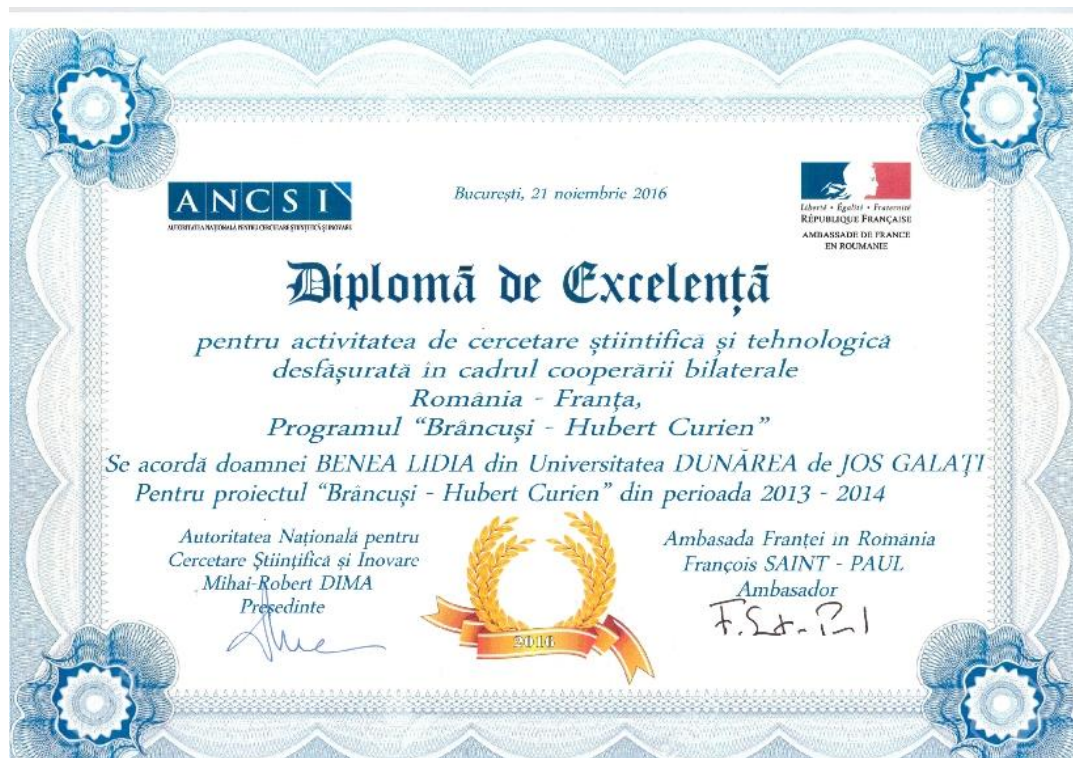 ANCSI
AUTORITATEA NAȚIONALĂ PENTRU CERCETARE ȘTIINȚIFICĂ ȘI INOVARE
București, 21 noiembrie 2016
Liberté • Égalité • Fraternité
RÉPUBLIQUE FRANÇAISE
AMBASSADE DE FRANCE
EN ROUMANIE
Diplomă de Excelență
pentru activitatea de cercetare științifică și tehnologică
desfășurată în cadrul cooperării bilaterale
România - Franța,
Programul “Brâncuși - Hubert Curien”
Se acordă doamnei BENEA LIDIA din Universitatea DUNĂREA de JOS GALAȚI
Pentru proiectul “Brâncuși - Hubert Curien” din perioada 2013 - 2014
Autoritatea Națională pentru
Cercetare Științifică și Inovare
Mihai-Robert DIMA
Președinte
Ambasada Franței in România
François SAINT - PAUL
Ambasador
F. St. - Pul
2016